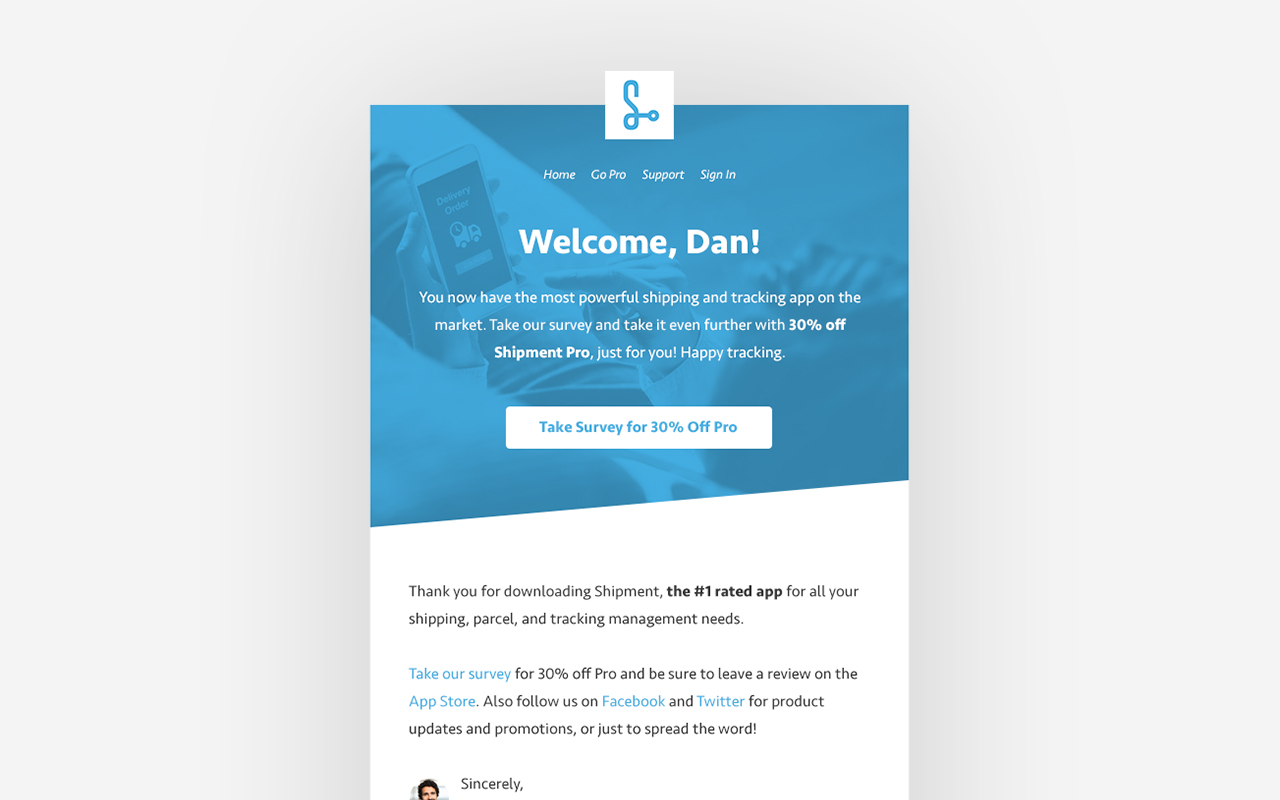 Home Go Pro Support Sign In
Delivery
Order
Welcome, Dan!
You now have the most powerful shipping and tracking app on the
market. Take our survey and take it even further with 30% off
Shipment Pro, just for you! Happy tracking.
Take Survey for 30% Off Pro
Thank you for downloading Shipment, the #1 rated app for all your
shipping, parcel, and tracking management needs.
Take our survey for 30% off Pro and be sure to leave a review on the
App Store. Also follow us on Facebook and Twitter for product
updates and promotions, or just to spread the word!
Sincerely,